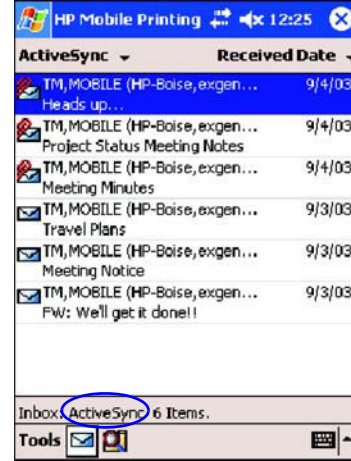 HP Mobile Printing 12:25
ActiveSync Received Date
TM,MOBILE (HP-Boise,exgen... 9/4/03
Heads up...
TM,MOBILE (HP-Boise,exgen... 9/4/03
Project Status Meeting Notes
TM,MOBILE (HP-Boise,exgen... 9/4/03
Meeting Minutes
TM,MOBILE (HP-Boise,exgen... 9/3/03
Travel Plans
TM,MOBILE (HP-Boise,exgen... 9/3/03
Meeting Notice
TM,MOBILE (HP-Boise,exgen... 9/3/03
FW: We'll get it done!!
Inbox: ActiveSync 6 Items.
Tools